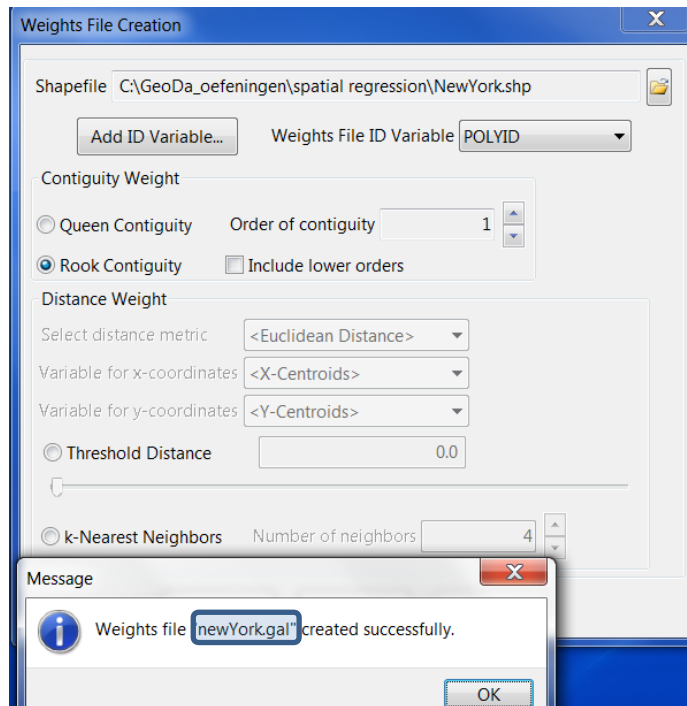 Weights File Creation
X
Shapefile C:\GeoDa_oefeningen\spatial regression\NewYork.shp
Add ID Variable... Weights File ID Variable POLYID
Contiguity Weight
Queen Contiguity Order of contiguity 1
Rook Contiguity Include lower orders
Distance Weight
Select distance metric <Euclidean Distance>
Variable for x-coordinates <X-Centroids>
Variable for y-coordinates <Y-Centroids>
Threshold Distance 0.0
k-Nearest Neighbors Number of neighbors 4
Message
X
Weights file "newYork.gal" created successfully.
OK